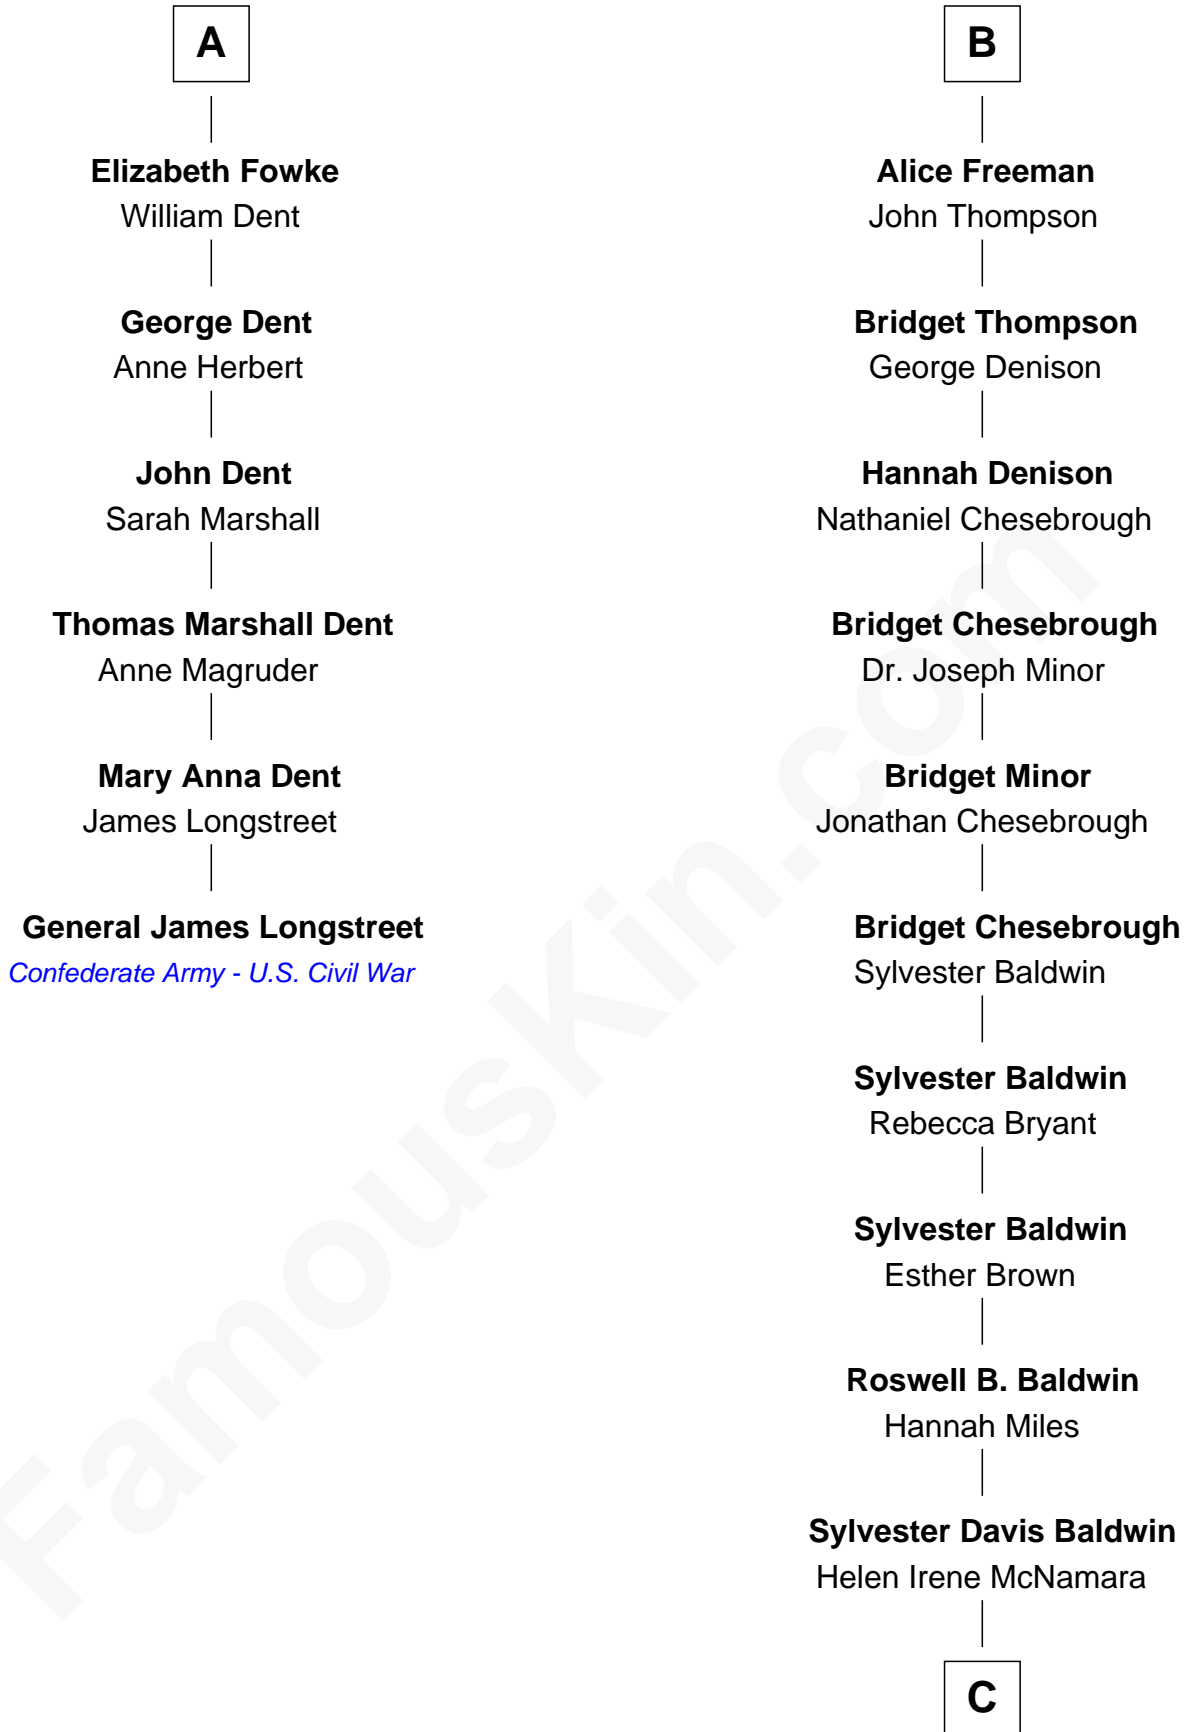 A
Elizabeth Fowke
William Dent
George Dent
Anne Herbert
John Dent
Sarah Marshall
Thomas Marshall Dent
Anne Magruder
Mary Anna Dent
James Longstreet
General James Longstreet
Confederate Army - U.S. Civil War
B
Alice Freeman
John Thompson
Bridget Thompson
George Denison
Hannah Denison
Nathaniel Chesebrough
Bridget Chesebrough
Dr. Joseph Minor
Bridget Minor
Jonathan Chesebrough
Bridget Chesebrough
Sylvester Baldwin
Sylvester Baldwin
Rebecca Bryant
Sylvester Baldwin
Esther Brown
Roswell B. Baldwin
Hannah Miles
Sylvester Davis Baldwin
Helen Irene McNamara
C
FamousKin.com